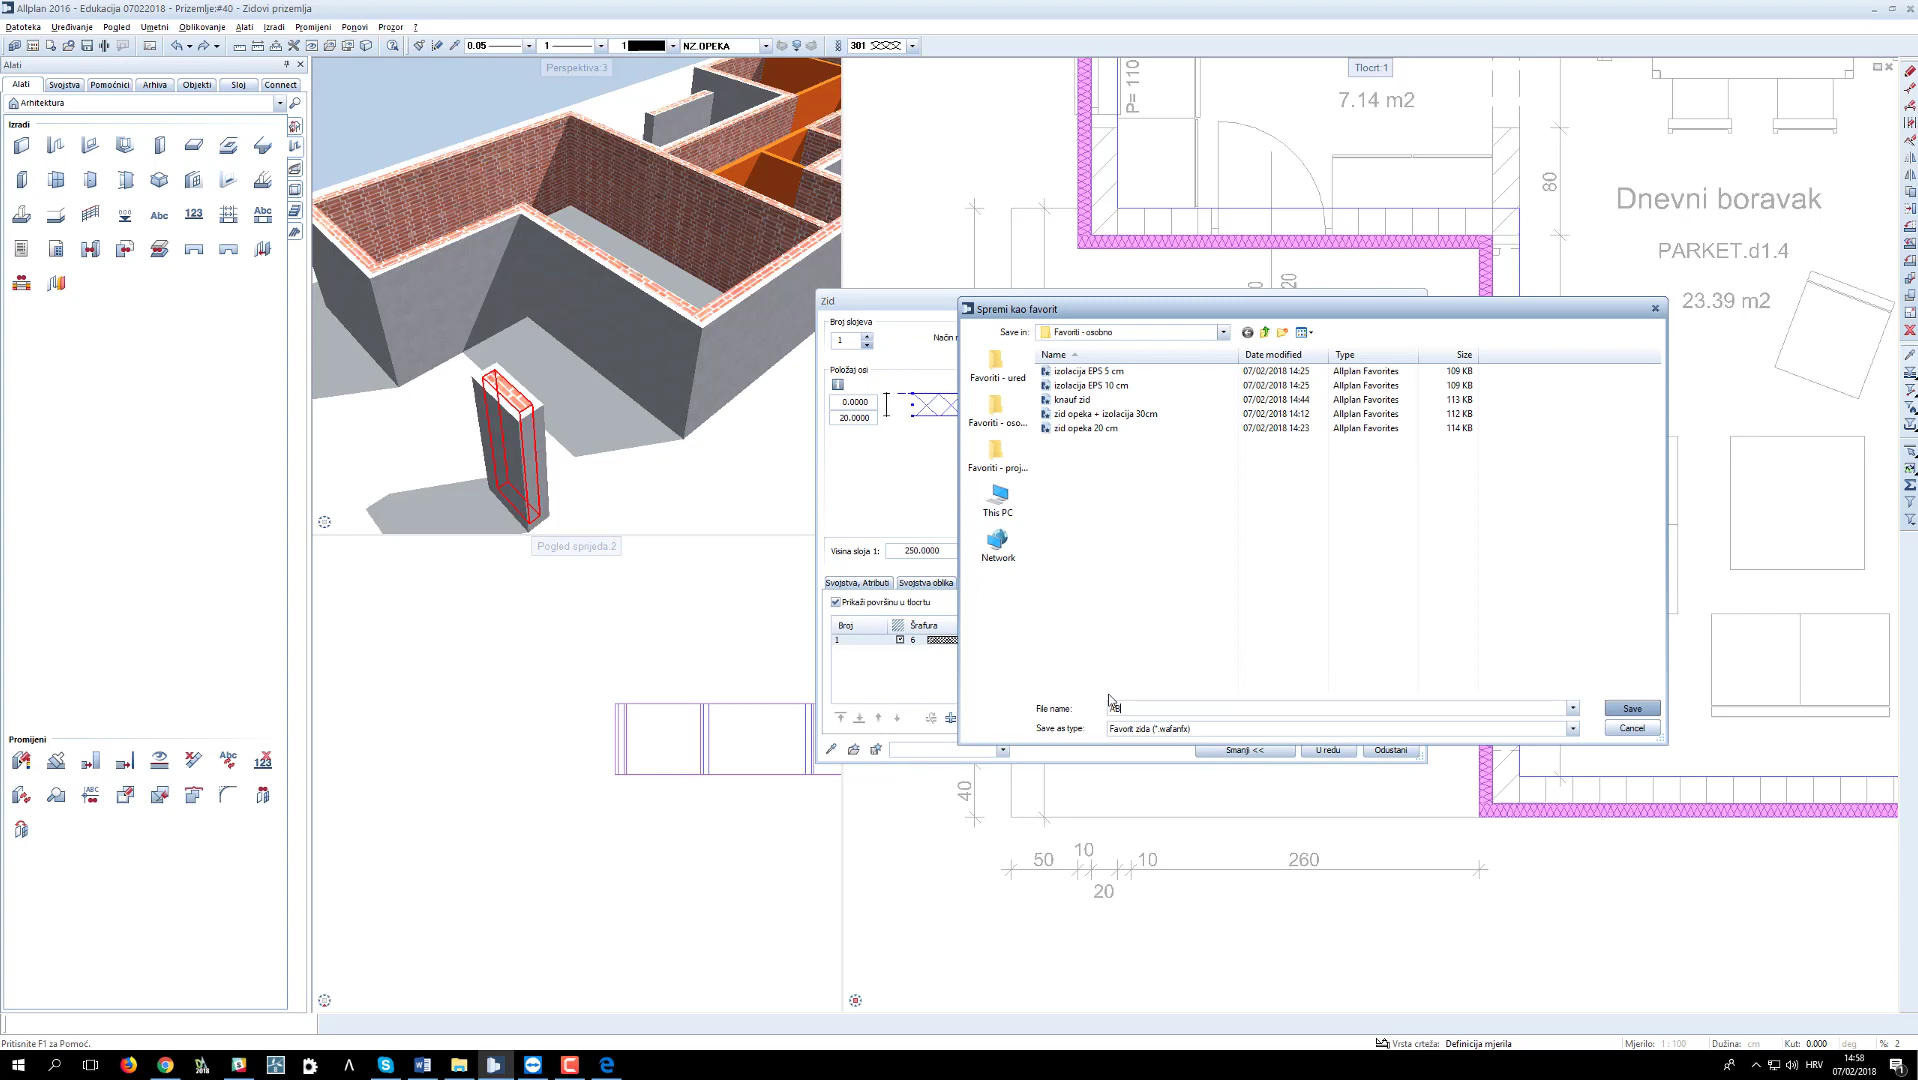 Allplan 2016 - Edukacija 07022018 - Prizemlje:#40 - Zidovi prizemlja
Datoteka Uređivanje Pogled Umetni Oblikovanje Alati Izradi Promijeni Ponovi Prozor ?
0.05 1 1 NZ.OPEKA 301
Alati
Alati Svojstva Pomoćnici Arhiva Objekti Sloj Connect
Arhitektura
Izradi
Abc 123 Abc
Promijeni
Abc 123
ABC
Perspektiva:3
Pogled sprijeda:2
Tlocrt:1
P= 110
7.14 m2
80
Dnevni boravak
PARKET.d1.4
23.39 m2
20
40
50 10 10 260
20
Zid
Broj slojeva
1
Položaj osi
0.0000
20.0000
Visina sloja 1: 250.0000
Svojstva, Atributi Svojstva oblika
Prikaži površinu u tlocrtu
Broj Šrafura
1 6
Smanji << U redu Odustani
Spremi kao favorit
Save in: Favoriti - osobno
Favoriti - ured
Favoriti - oso...
Favoriti - proj...
This PC
Network
Name Date modified Type Size
izolacija EPS 5 cm 07/02/2018 14:25 Allplan Favorites 109 KB
izolacija EPS 10 cm 07/02/2018 14:25 Allplan Favorites 109 KB
knauf zid 07/02/2018 14:44 Allplan Favorites 113 KB
zid opeka + izolacija 30cm 07/02/2018 14:12 Allplan Favorites 112 KB
zid opeka 20 cm 07/02/2018 14:23 Allplan Favorites 114 KB
File name: AB Save
Save as type: Favorit zida (*.wafanfx) Cancel
Pritisnite F1 za Pomoć.
Vrsta crteža: Definicija mjerila Mjerilo: 1 : 100 Dužina: cm Kut: 0.000 deg %: 2
HRV 14:58
07/02/2018